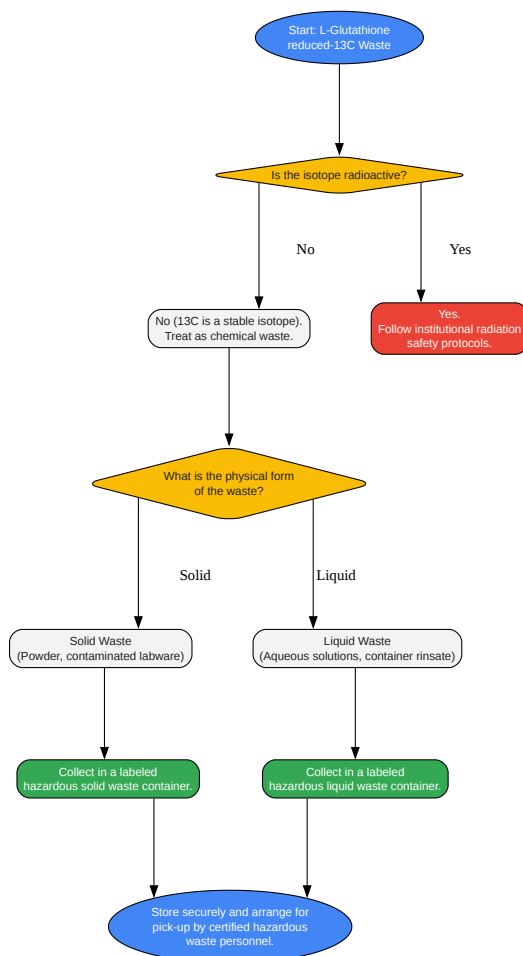 Start: L-Glutathione
reduced-13C Waste
Is the isotope radioactive?
No
Yes
No (13C is a stable isotope).
Treat as chemical waste.
Yes.
Follow institutional radiation
safety protocols.
What is the physical form
of the waste?
Solid
Liquid
Solid Waste
(Powder, contaminated labware)
Liquid Waste
(Aqueous solutions, container rinsate)
Collect in a labeled
hazardous solid waste container.
Collect in a labeled
hazardous liquid waste container.
Store securely and arrange for
pick-up by certified hazardous
waste personnel.